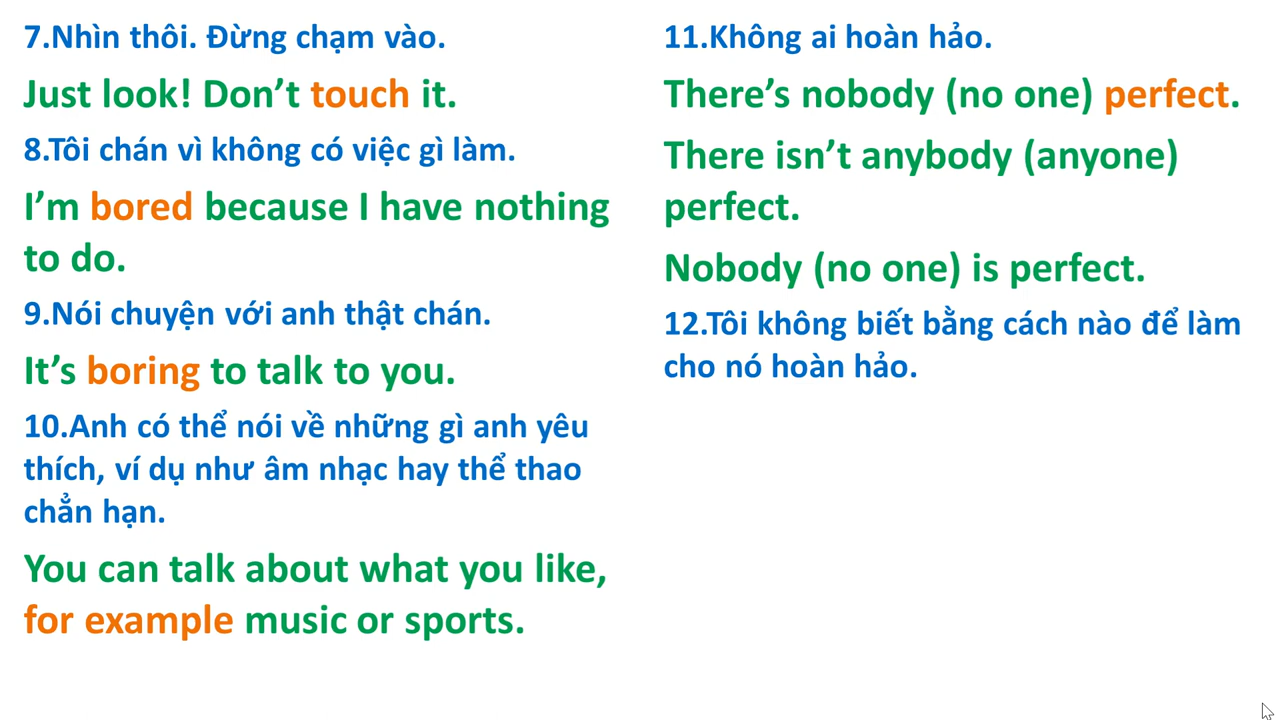 7.Nhìn thôi. Đừng chạm vào.
Just look! Don’t touch it.
8.Tôi chán vì không có việc gì làm.
I’m bored because I have nothing
to do.
9.Nói chuyện với anh thật chán.
It’s boring to talk to you.
10.Anh có thể nói về những gì anh yêu
thích, ví dụ như âm nhạc hay thể thao
chẳn hạn.
You can talk about what you like,
for example music or sports.
11.Không ai hoàn hảo.
There’s nobody (no one) perfect.
There isn’t anybody (anyone)
perfect.
Nobody (no one) is perfect.
12.Tôi không biết bằng cách nào để làm
cho nó hoàn hảo.